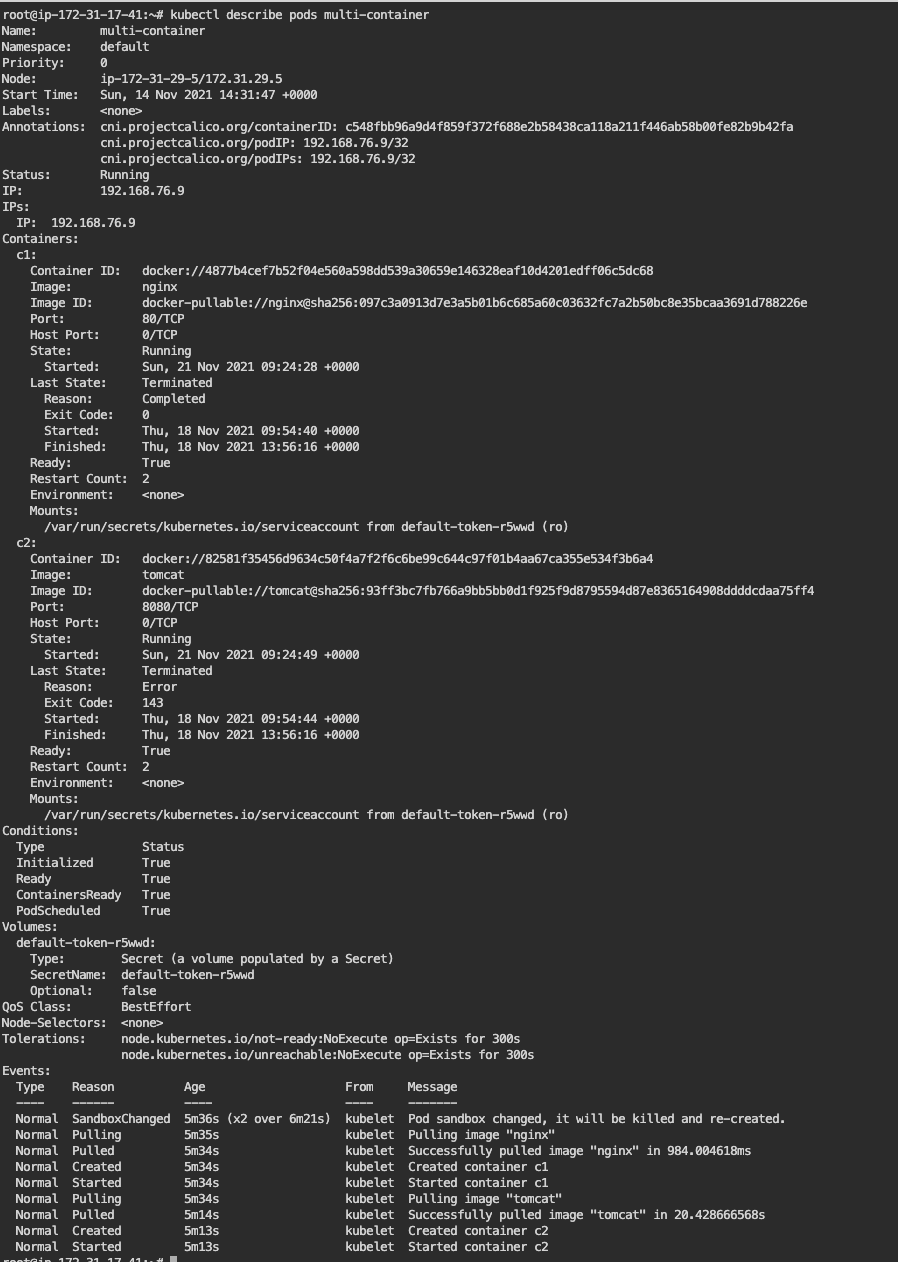 root@ip-172-31-17-41:~# kubectl describe pods multi-container
Name:         multi-container
Namespace:    default
Priority:     0
Node:         ip-172-31-29-5/172.31.29.5
Start Time:   Sun, 14 Nov 2021 14:31:47 +0000
Labels:       <none>
Annotations:  cni.projectcalico.org/containerID: c548fbb96a9d4f859f372f688e2b58438ca118a211f446ab58b00fe82b9b42fa
              cni.projectcalico.org/podIP: 192.168.76.9/32
              cni.projectcalico.org/podIPs: 192.168.76.9/32
Status:       Running
IP:           192.168.76.9
IPs:
  IP:  192.168.76.9
Containers:
  c1:
    Container ID:   docker://4877b4cef7b52f04e560a598dd539a30659e146328eaf10d4201edff06c5dc68
    Image:          nginx
    Image ID:       docker-pullable://nginx@sha256:097c3a0913d7e3a5b01b6c685a60c03632fc7a2b50bc8e35bcaa3691d788226e
    Port:           80/TCP
    Host Port:      0/TCP
    State:          Running
      Started:      Sun, 21 Nov 2021 09:24:28 +0000
    Last State:     Terminated
      Reason:       Completed
      Exit Code:    0
      Started:      Thu, 18 Nov 2021 09:54:40 +0000
      Finished:     Thu, 18 Nov 2021 13:56:16 +0000
    Ready:          True
    Restart Count:  2
    Environment:    <none>
    Mounts:
      /var/run/secrets/kubernetes.io/serviceaccount from default-token-r5wwd (ro)
  c2:
    Container ID:   docker://82581f35456d9634c50f4a7f2f6c6be99c644c97f01b4aa67ca355e534f3b6a4
    Image:          tomcat
    Image ID:       docker-pullable://tomcat@sha256:93ff3bc7fb766a9bb5bb0d1f925f9d8795594d87e8365164908ddddcdaa75ff4
    Port:           8080/TCP
    Host Port:      0/TCP
    State:          Running
      Started:      Sun, 21 Nov 2021 09:24:49 +0000
    Last State:     Terminated
      Reason:       Error
      Exit Code:    143
      Started:      Thu, 18 Nov 2021 09:54:44 +0000
      Finished:     Thu, 18 Nov 2021 13:56:16 +0000
    Ready:          True
    Restart Count:  2
    Environment:    <none>
    Mounts:
      /var/run/secrets/kubernetes.io/serviceaccount from default-token-r5wwd (ro)
Conditions:
  Type              Status
  Initialized       True
  Ready             True
  ContainersReady   True
  PodScheduled      True
Volumes:
  default-token-r5wwd:
    Type:        Secret (a volume populated by a Secret)
    SecretName:  default-token-r5wwd
    Optional:    false
QoS Class:       BestEffort
Node-Selectors:  <none>
Tolerations:     node.kubernetes.io/not-ready:NoExecute op=Exists for 300s
                 node.kubernetes.io/unreachable:NoExecute op=Exists for 300s
Events:
  Type    Reason          Age                    From     Message
  ----    ------          ----                   ----     -------
  Normal  SandboxChanged  5m36s (x2 over 6m21s)  kubelet  Pod sandbox changed, it will be killed and re-created.
  Normal  Pulling         5m35s                  kubelet  Pulling image "nginx"
  Normal  Pulled          5m34s                  kubelet  Successfully pulled image "nginx" in 984.004618ms
  Normal  Created         5m34s                  kubelet  Created container c1
  Normal  Started         5m34s                  kubelet  Started container c1
  Normal  Pulling         5m34s                  kubelet  Pulling image "tomcat"
  Normal  Pulled          5m14s                  kubelet  Successfully pulled image "tomcat" in 20.428666568s
  Normal  Created         5m13s                  kubelet  Created container c2
  Normal  Started         5m13s                  kubelet  Started container c2
root@ip-172-31-17-41:~#